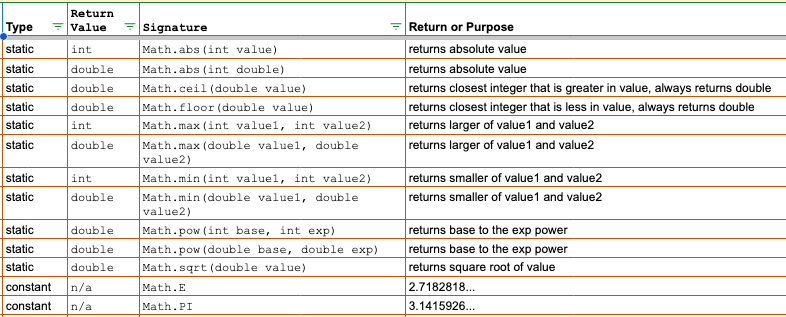 Type Return Value Signature Return or Purpose
static int Math.abs(int value) returns absolute value
static double Math.abs(int double) returns absolute value
static double Math.ceil(double value) returns closest integer that is greater in value, always returns double
static double Math.floor(double value) returns closest integer that is less in value, always returns double
static int Math.max(int value1, int value2) returns larger of value1 and value2
static double Math.max(double value1, double value2) returns larger of value1 and value2
static int Math.min(int value1, int value2) returns smaller of value1 and value2
static double Math.min(double value1, double value2) returns smaller of value1 and value2
static double Math.pow(int base, int exp) returns base to the exp power
static double Math.pow(double base, double exp) returns base to the exp power
static double Math.sqrt(double value) returns square root of value
constant n/a Math.E 2.7182818...
constant n/a Math.PI 3.1415926...